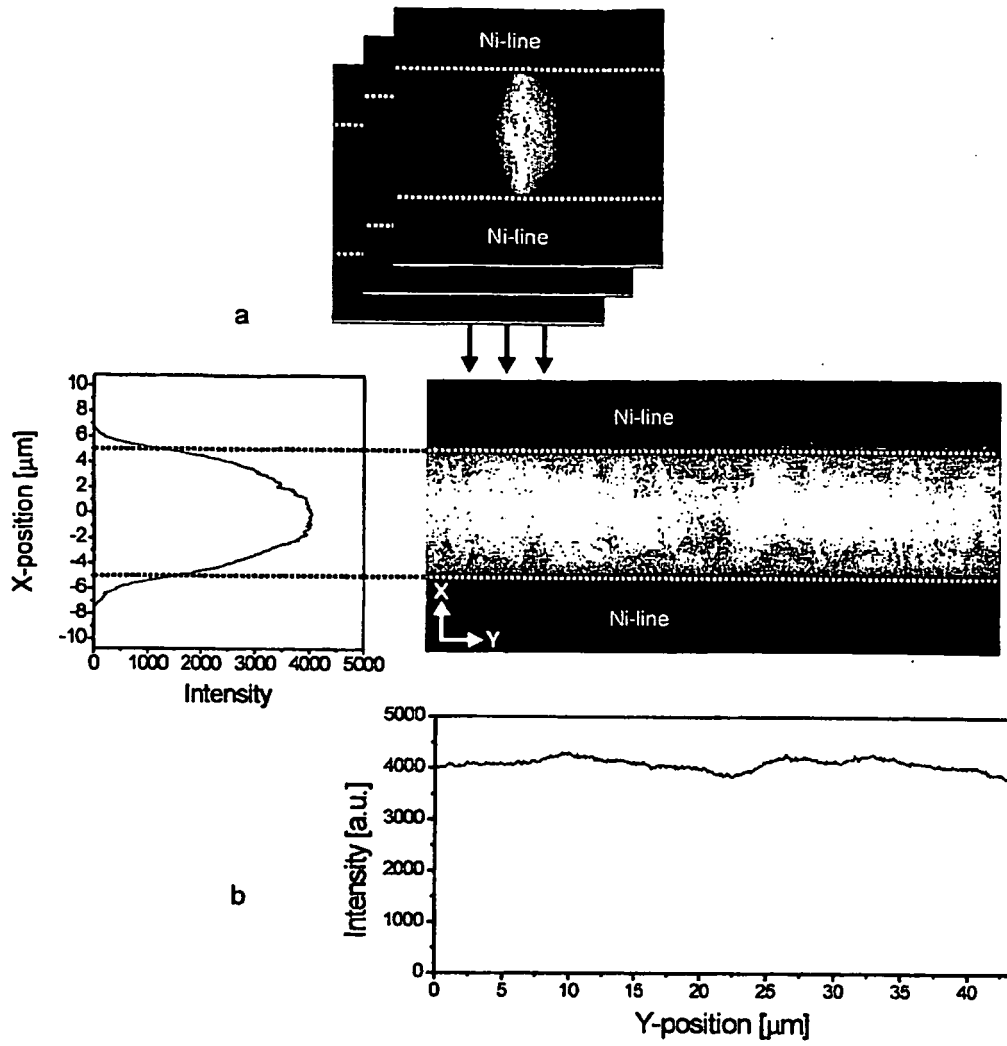 Ni-line
Ni-line
a
10
8
6
4
2
0
-2
-4
-6
-8
-10
X-position [µm]
0 1000 2000 3000 4000 5000
Intensity
Ni-line
X
Y
Ni-line
b
5000
4000
3000
2000
1000
0
Intensity [a.u.]
0 5 10 15 20 25 30 35 40
Y-position [µm]